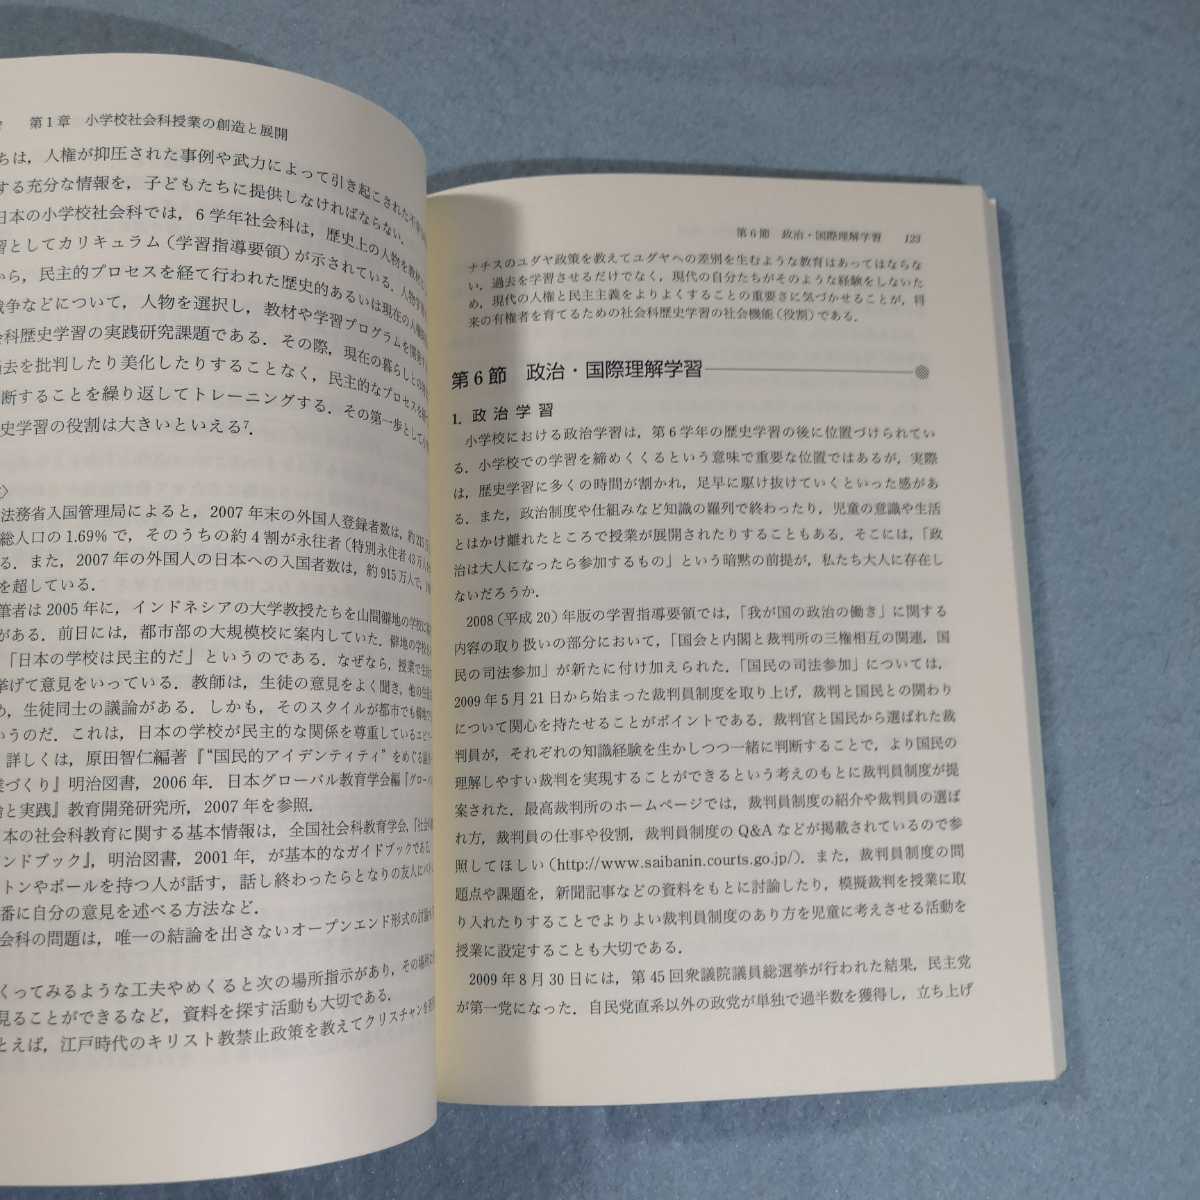 第1章 小学校社会科授業の創造と展開
ちは，人権が抑圧された事例や武力によって引き起こされた
する充分な情報を，子どもたちに提供しなければならない．
日本の小学校社会科では，6学年社会科は，歴史上の人物を教材
習としてカリキュラム（学習指導要領）が示されている．人物学習
から，民主的プロセスを経て行われた歴史的あるいは現在の人権
戦争などについて，人物を選択し，教材や学習プログラムを開発す
会科歴史学習の実践研究課題である．その際，現在の暮らしとの
過去を批判したり美化したりすることなく，民主的なプロセスを
断することを繰り返してトレーニングする．その第一歩として
史学習の役割は大きいといえる7．
法務省入国管理局によると，2007年末の外国人登録者数は，約
総人口の1.69％で，そのうちの約4割が永住者（特別永住者
る．また，2007年の外国人の日本への入国者数は，約915万人で，
を超している．
筆者は2005年に，インドネシアの大学教授たちを山間僻地の学校に
がある．前日には，都市部の大規模校に案内していた．僻地の学校
「日本の学校は民主的だ」というのである．なぜなら，授業で
挙げて意見をいっている．教師は，生徒の意見をよく聞き，他の
め，生徒同士の議論がある．しかも，そのスタイルが都市でも僻地で
いうのだ．これは，日本の学校が民主的な関係を尊重している
詳しくは，原田智仁編著『“国民的アイデンティティ”をめぐる
業づくり』明治図書，2006年．日本グローバル教育学会編『グローバ
論と実践』教育開発研究所，2007年を参照．
本の社会科教育に関する基本情報は，全国社会科教育学会，『社会
ンドブック』，明治図書，2001年，が基本的なガイドブックである．
トンやボールを持つ人が話す，話し終わったらとなりの友人に
番に自分の意見を述べる方法など．
会科の問題は，唯一の結論を出さないオープンエンド形式の討論
くってみるような工夫やめくると次の場所指示があり，その場所
見ることができるなど，資料を探す活動も大切である．
とえば，江戸時代のキリスト教禁止政策を教えてクリスチャンを
第6節 政治・国際理解学習 123
ナチスのユダヤ政策を教えてユダヤへの差別を生むような教育はあってはならな
い．過去を学習させるだけでなく，現代の自分たちがそのような経験をしないた
め，現代の人権と民主主義をよりよくすることの重要さに気づかせることが，将
来の有権者を育てるための社会科歴史学習の社会機能（役割）である．
第6節 政治・国際理解学習
1．政治学習
小学校における政治学習は，第6学年の歴史学習の後に位置づけられてい
る．小学校での学習を締めくくるという意味で重要な位置ではあるが，実際
は，歴史学習に多くの時間が割かれ，足早に駆け抜けていくといった感があ
る．また，政治制度や仕組みなど知識の羅列で終わったり，児童の意識や生活
とはかけ離れたところで授業が展開されたりすることもある．そこには，「政
治は大人になったら参加するもの」という暗黙の前提が，私たち大人に存在し
ないだろうか．
2008（平成20）年版の学習指導要領では，「我が国の政治の働き」に関する
内容の取り扱いの部分において，「国会と内閣と裁判所の三権相互の関連，国
民の司法参加」が新たに付け加えられた．「国民の司法参加」については，
2009年5月21日から始まった裁判員制度を取り上げ，裁判と国民との関わり
について関心を持たせることがポイントである．裁判官と国民から選ばれた裁
判員が，それぞれの知識経験を生かしつつ一緒に判断することで，より国民の
理解しやすい裁判を実現することができるという考えのもとに裁判員制度が提
案された．最高裁判所のホームページでは，裁判員制度の紹介や裁判員の選ば
れ方，裁判員の仕事や役割，裁判員制度のQ&Aなどが掲載されているので参
照してほしい（http://www.saibanin.courts.go.jp/）．また，裁判員制度の問
題点や課題を，新聞記事などの資料をもとに討論したり，模擬裁判を授業に取
り入れたりすることでよりよい裁判員制度のあり方を児童に考えさせる活動を
授業に設定することも大切である．
2009年8月30日には，第45回衆議院議員総選挙が行われた結果，民主党
が第一党になった．自民党直系以外の政党が単独で過半数を獲得し，立ち上げ